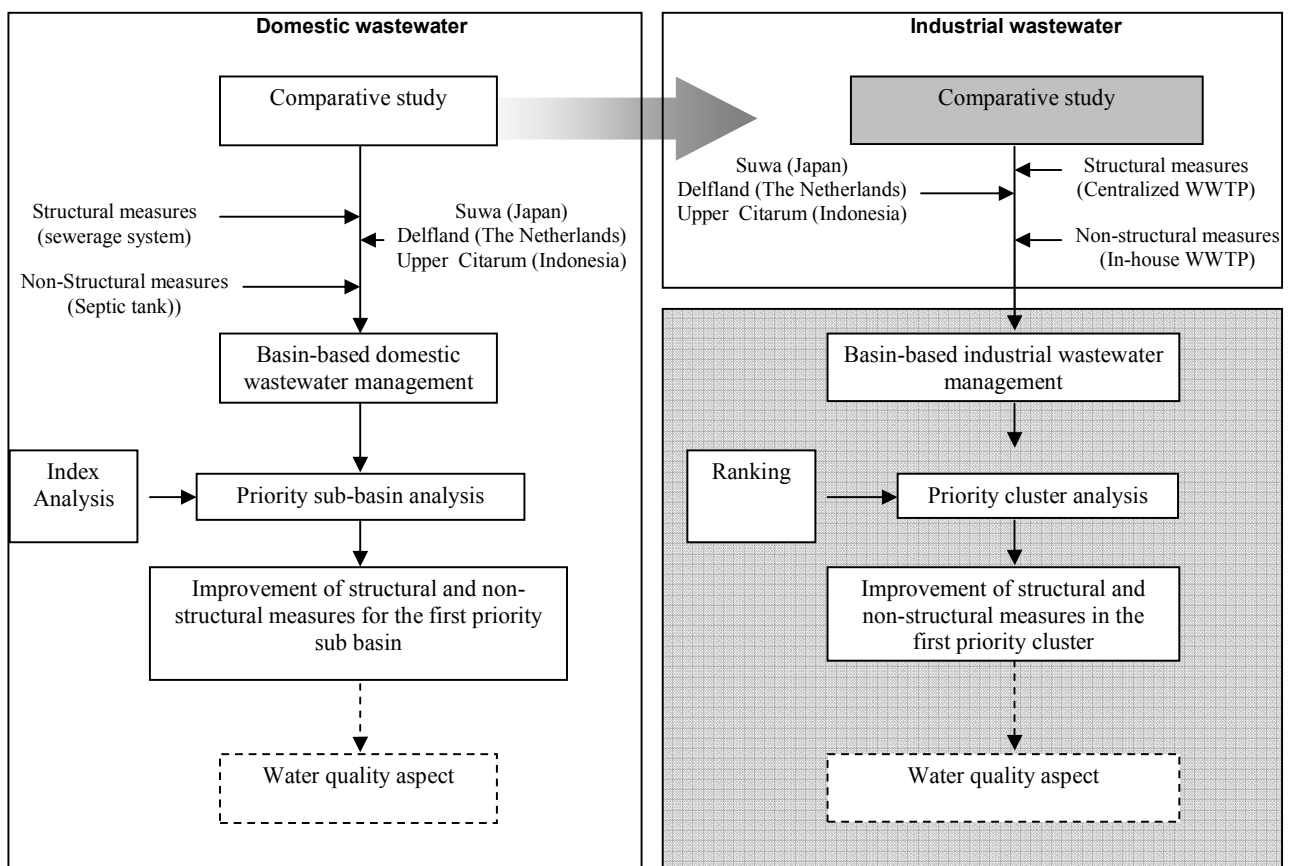 Domestic wastewater
Comparative study
Structural measures
(sewerage system)
Suwa (Japan)
Delfland (The Netherlands)
Upper Citarum (Indonesia)
Non-Structural measures
(Septic tank))
Basin-based domestic
wastewater management
Index
Analysis
Priority sub-basin analysis
Improvement of structural and non-
structural measures for the first priority
sub basin
Water quality aspect
Industrial wastewater
Comparative study
Suwa (Japan)
Delfland (The Netherlands)
Upper Citarum (Indonesia)
Structural measures
(Centralized WWTP)
Non-structural measures
(In-house WWTP)
Basin-based industrial wastewater
management
Ranking
Priority cluster analysis
Improvement of structural and
non-structural measures in the
first priority cluster
Water quality aspect